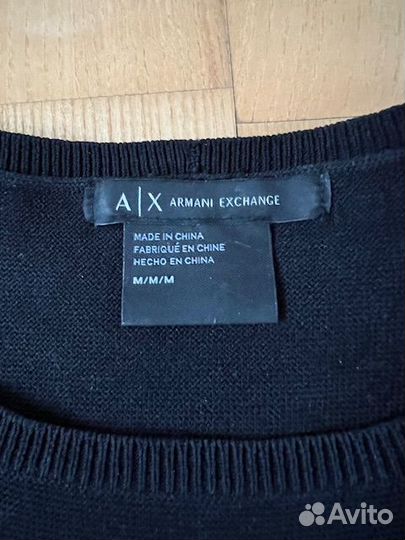 A|X ARMANI EXCHANGE
MADE IN CHINA
FABRIQUÉ EN CHINE
HECHO EN CHINA
M/M/M
Avito